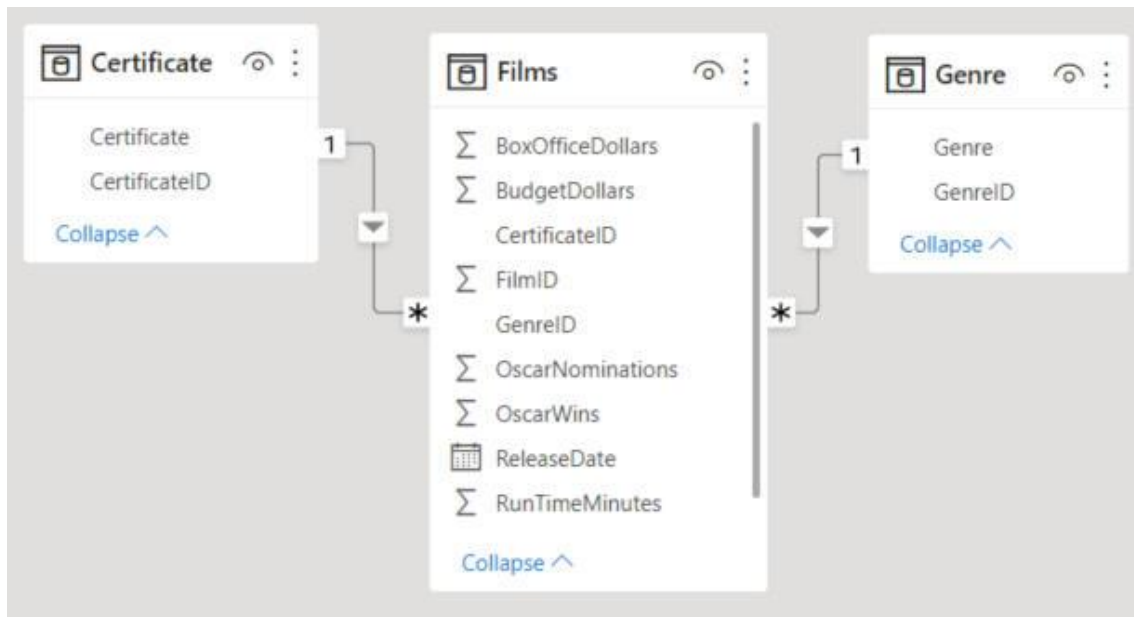 Certificate
Certificate
CertificateID
Collapse
1
*
Films
BoxOfficeDollars
BudgetDollars
CertificateID
FilmID
GenreID
OscarNominations
OscarWins
ReleaseDate
RunTimeMinutes
Collapse
1
*
Genre
Genre
GenreID
Collapse